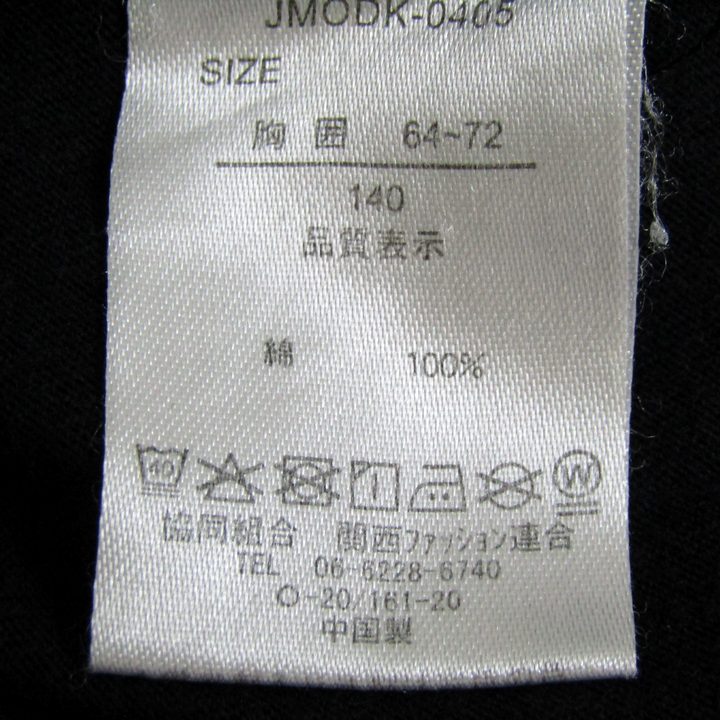 JMODK-0405
SIZE
胸囲 64~72
140
品質表示
綿 100%
40 W
協同組合 関西ファッション連合
TEL 06-6228-6740
O-20/161-20
中国製